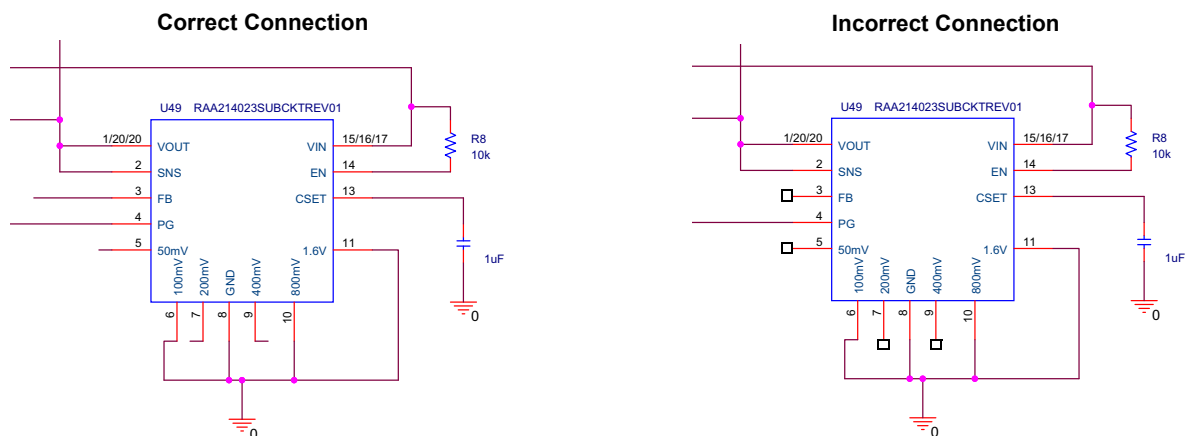 Correct Connection
U49 RAA214023SUBCKTREV01
1/20/20 VOUT VIN 15/16/17
2 SNS EN 14
3 FB CSET 13
4 PG
5 50mV 1.6V 11
100mV 200mV GND 400mV 800mV
6 7 8 9 10
R8
10k
1uF
0
0
Incorrect Connection
U49 RAA214023SUBCKTREV01
1/20/20 VOUT VIN 15/16/17
2 SNS EN 14
3 FB CSET 13
4 PG
5 50mV 1.6V 11
100mV 200mV GND 400mV 800mV
6 7 8 9 10
R8
10k
1uF
0
0